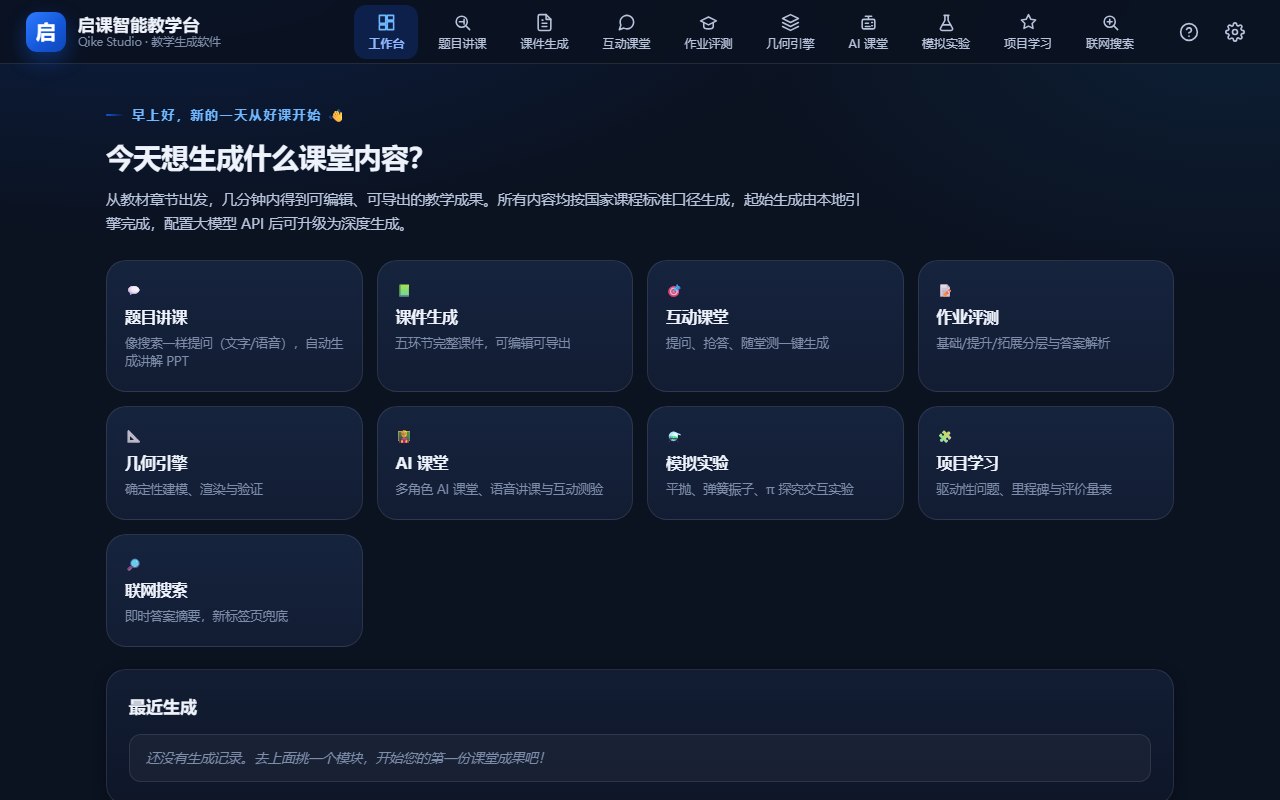 启
启课智能教学台
Qike Studio · 教学生成软件
工作台
题目讲课
课件生成
互动课堂
作业评测
几何引擎
AI 课堂
模拟实验
项目学习
联网搜索
早上好，新的一天从好课开始 👋
今天想生成什么课堂内容？
从教材章节出发，几分钟内得到可编辑、可导出的教学成果。所有内容均按国家课程标准口径生成，起始生成由本地引
擎完成，配置大模型 API 后可升级为深度生成。
题目讲课
像搜索一样提问（文字/语音），自动生
成讲解 PPT
课件生成
五环节完整课件，可编辑可导出
互动课堂
提问、抢答、随堂测一键生成
作业评测
基础/提升/拓展分层与答案解析
几何引擎
确定性建模、渲染与验证
AI 课堂
多角色 AI 课堂、语音讲课与互动测验
模拟实验
平抛、弹簧振子、π 探究交互实验
项目学习
驱动性问题、里程碑与评价量表
联网搜索
即时答案摘要，新标签页兜底
最近生成
还没有生成记录。去上面挑一个模块，开始您的第一份课堂成果吧！